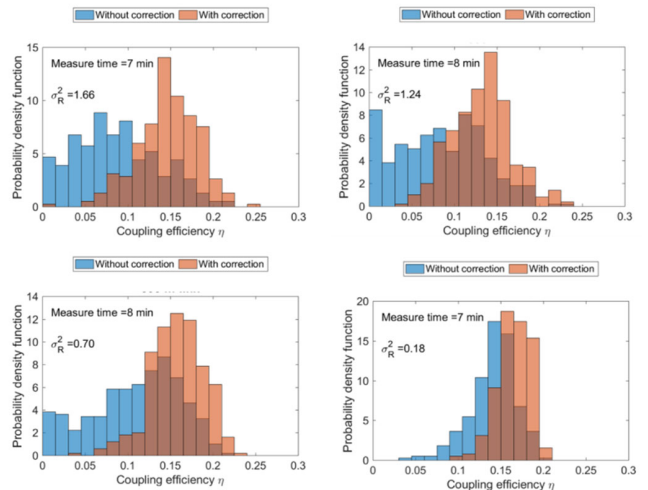 Without correction With correction
Without correction With correction
Measure time =7 min
σ²R =1.66
Probability density function
15
10
5
0
0 0.05 0.1 0.15 0.2 0.25 0.3
Coupling efficiency η
Measure time =8 min
σ²R =1.24
Probability density function
14
12
10
8
6
4
2
0
0 0.05 0.1 0.15 0.2 0.25 0.3
Coupling efficiency η
Without correction With correction
Without correction With correction
Measure time =8 min
σ²R =0.70
Probability density function
14
12
10
8
6
4
2
0
0 0.05 0.1 0.15 0.2 0.25 0.3
Coupling efficiency η
Measure time =7 min
σ²R =0.18
Probability density function
20
15
10
5
0
0 0.05 0.1 0.15 0.2 0.25 0.3
Coupling efficiency η